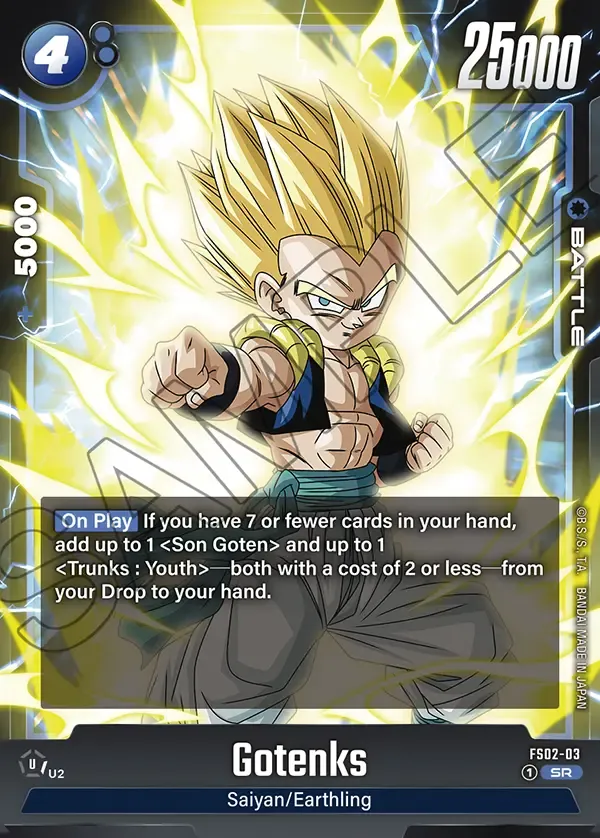 4
8
25000
+ 5000
BATTLE
SAMPLE
On Play If you have 7 or fewer cards in your hand,
add up to 1 <Son Goten> and up to 1
<Trunks : Youth>—both with a cost of 2 or less—from
your Drop to your hand.
©B.S./S., T.A. BANDAI MADE IN JAPAN
Gotenks
U/U2
FS02-03
1 SR
Saiyan/Earthling